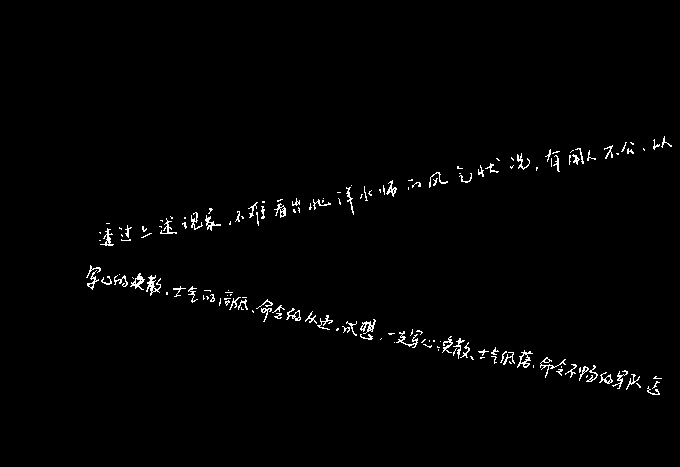 透过上述现象,不难看出北洋水师的风气状况,有用人不公、以
军心的涣散,士气的高低、命令的从违。试想,一支军心涣散、士气低落、命令不畅的军队怎